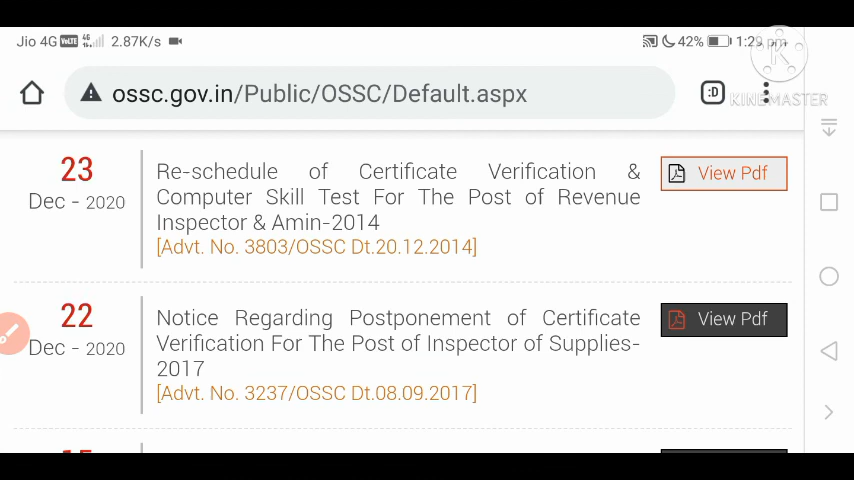 Jio 4G VoLTE 4G 2.87K/s 42% 1:29 pm
KINEMASTER
ossc.gov.in/Public/OSSC/Default.aspx :D
23
Dec - 2020
Re-schedule of Certificate Verification &
Computer Skill Test For The Post of Revenue
Inspector & Amin-2014
[Advt. No. 3803/OSSC Dt.20.12.2014]
View Pdf
22
Dec - 2020
Notice Regarding Postponement of Certificate
Verification For The Post of Inspector of Supplies-
2017
[Advt. No. 3237/OSSC Dt.08.09.2017]
View Pdf